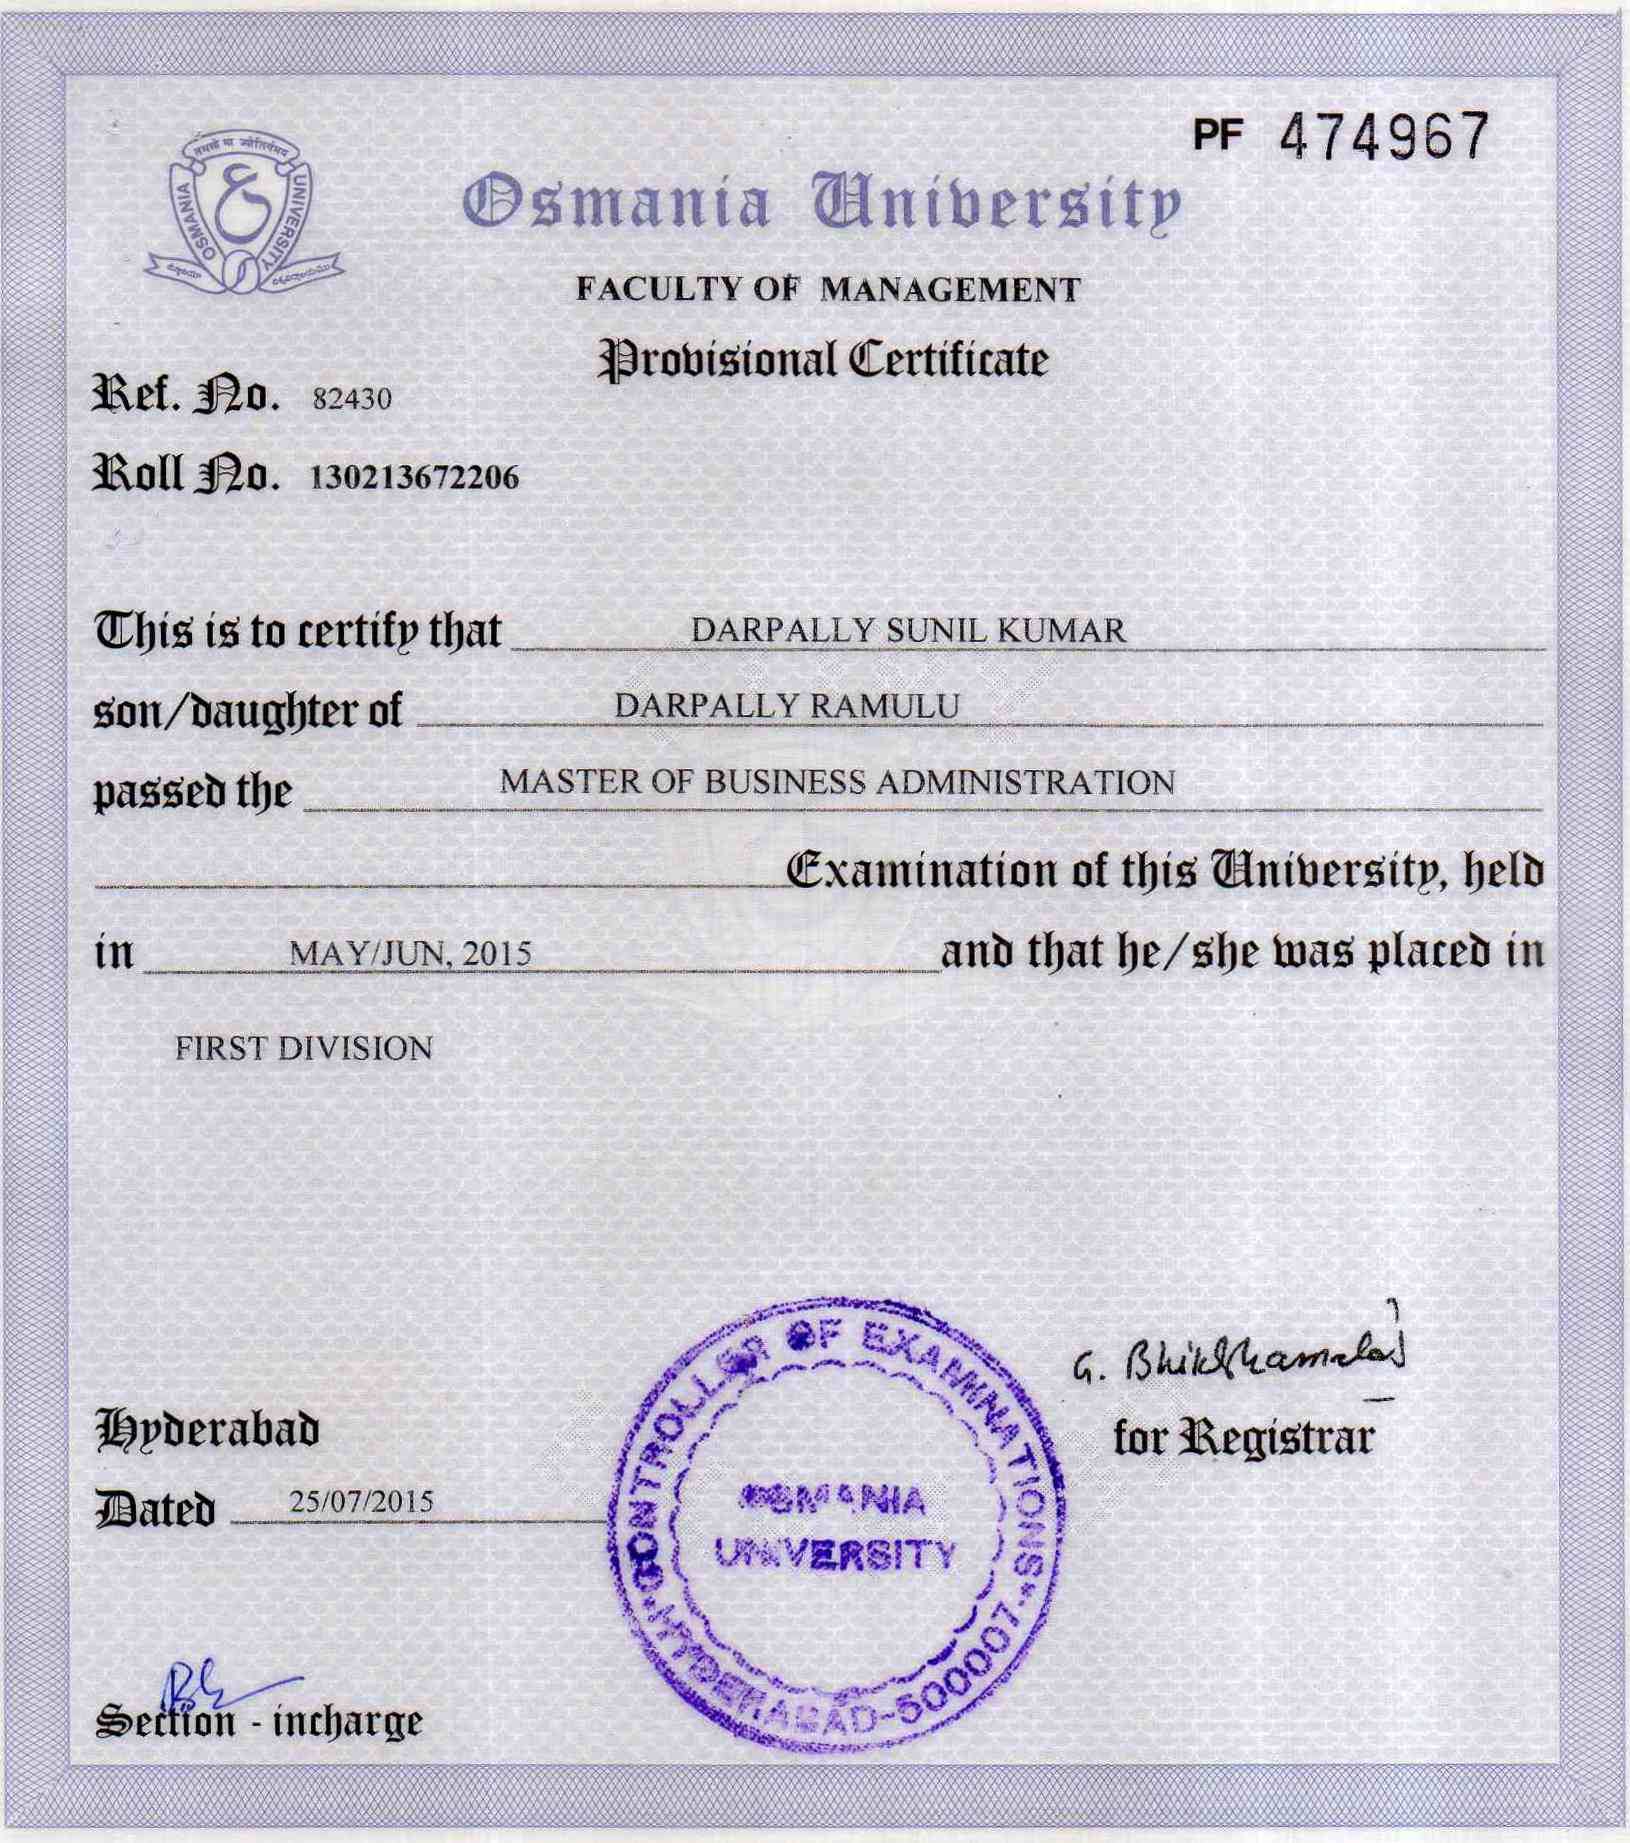 PF 474967
तमसो मा ज्योतिर्गमय
OSMANIA UNIVERSITY
Osmania University
FACULTY OF MANAGEMENT
Provisional Certificate
Ref. No. 82430
Roll No. 130213672206
This is to certify that DARPALLY SUNIL KUMAR
son/daughter of DARPALLY RAMULU
passed the MASTER OF BUSINESS ADMINISTRATION
Examination of this University, held
in MAY/JUN, 2015 and that he/she was placed in
FIRST DIVISION
G. Bhikshamaiah
for Registrar
Hyderabad
Dated 25/07/2015
CONTROLLER OF EXAMINATIONS
OSMANIA
UNIVERSITY
HYDERABAD-500007
Section - incharge